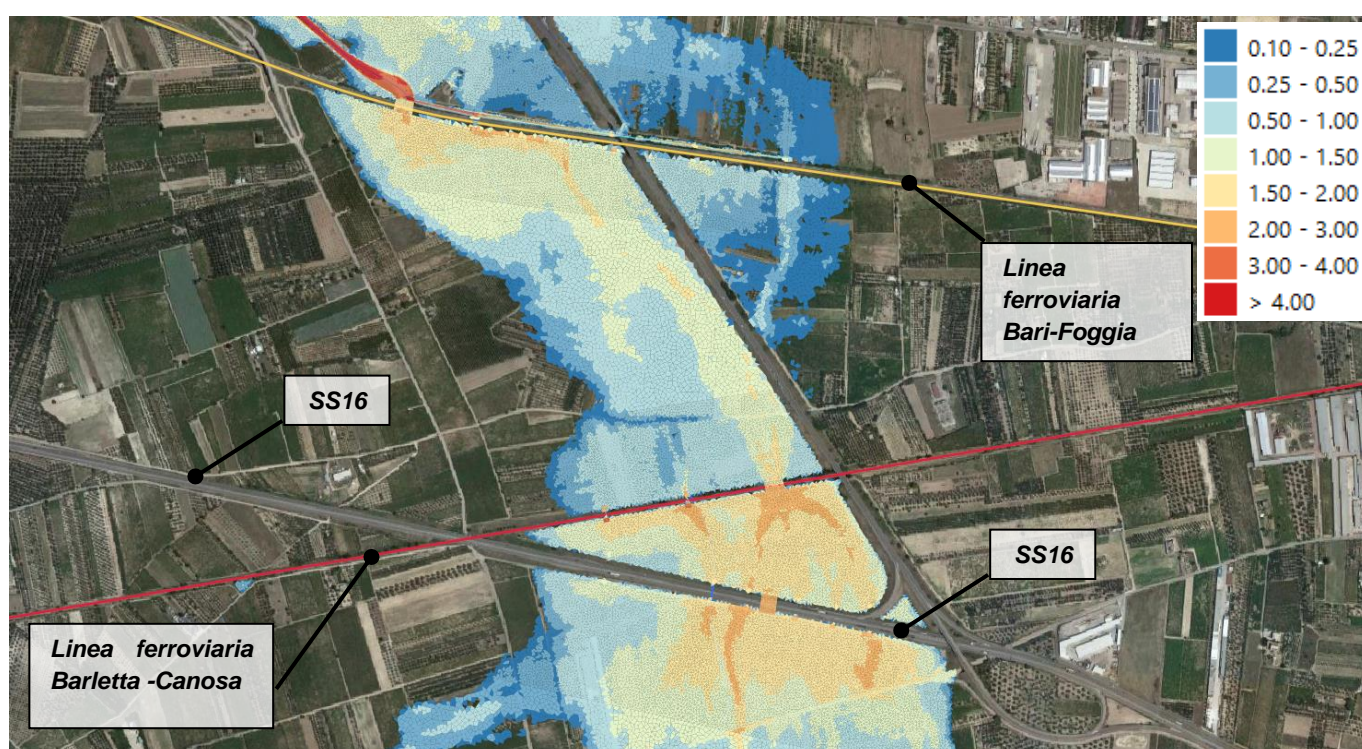 0.10 - 0.25
0.25 - 0.50
0.50 - 1.00
1.00 - 1.50
1.50 - 2.00
2.00 - 3.00
3.00 - 4.00
> 4.00
Linea
ferroviaria
Bari-Foggia
SS16
SS16
Linea ferroviaria
Barletta -Canosa